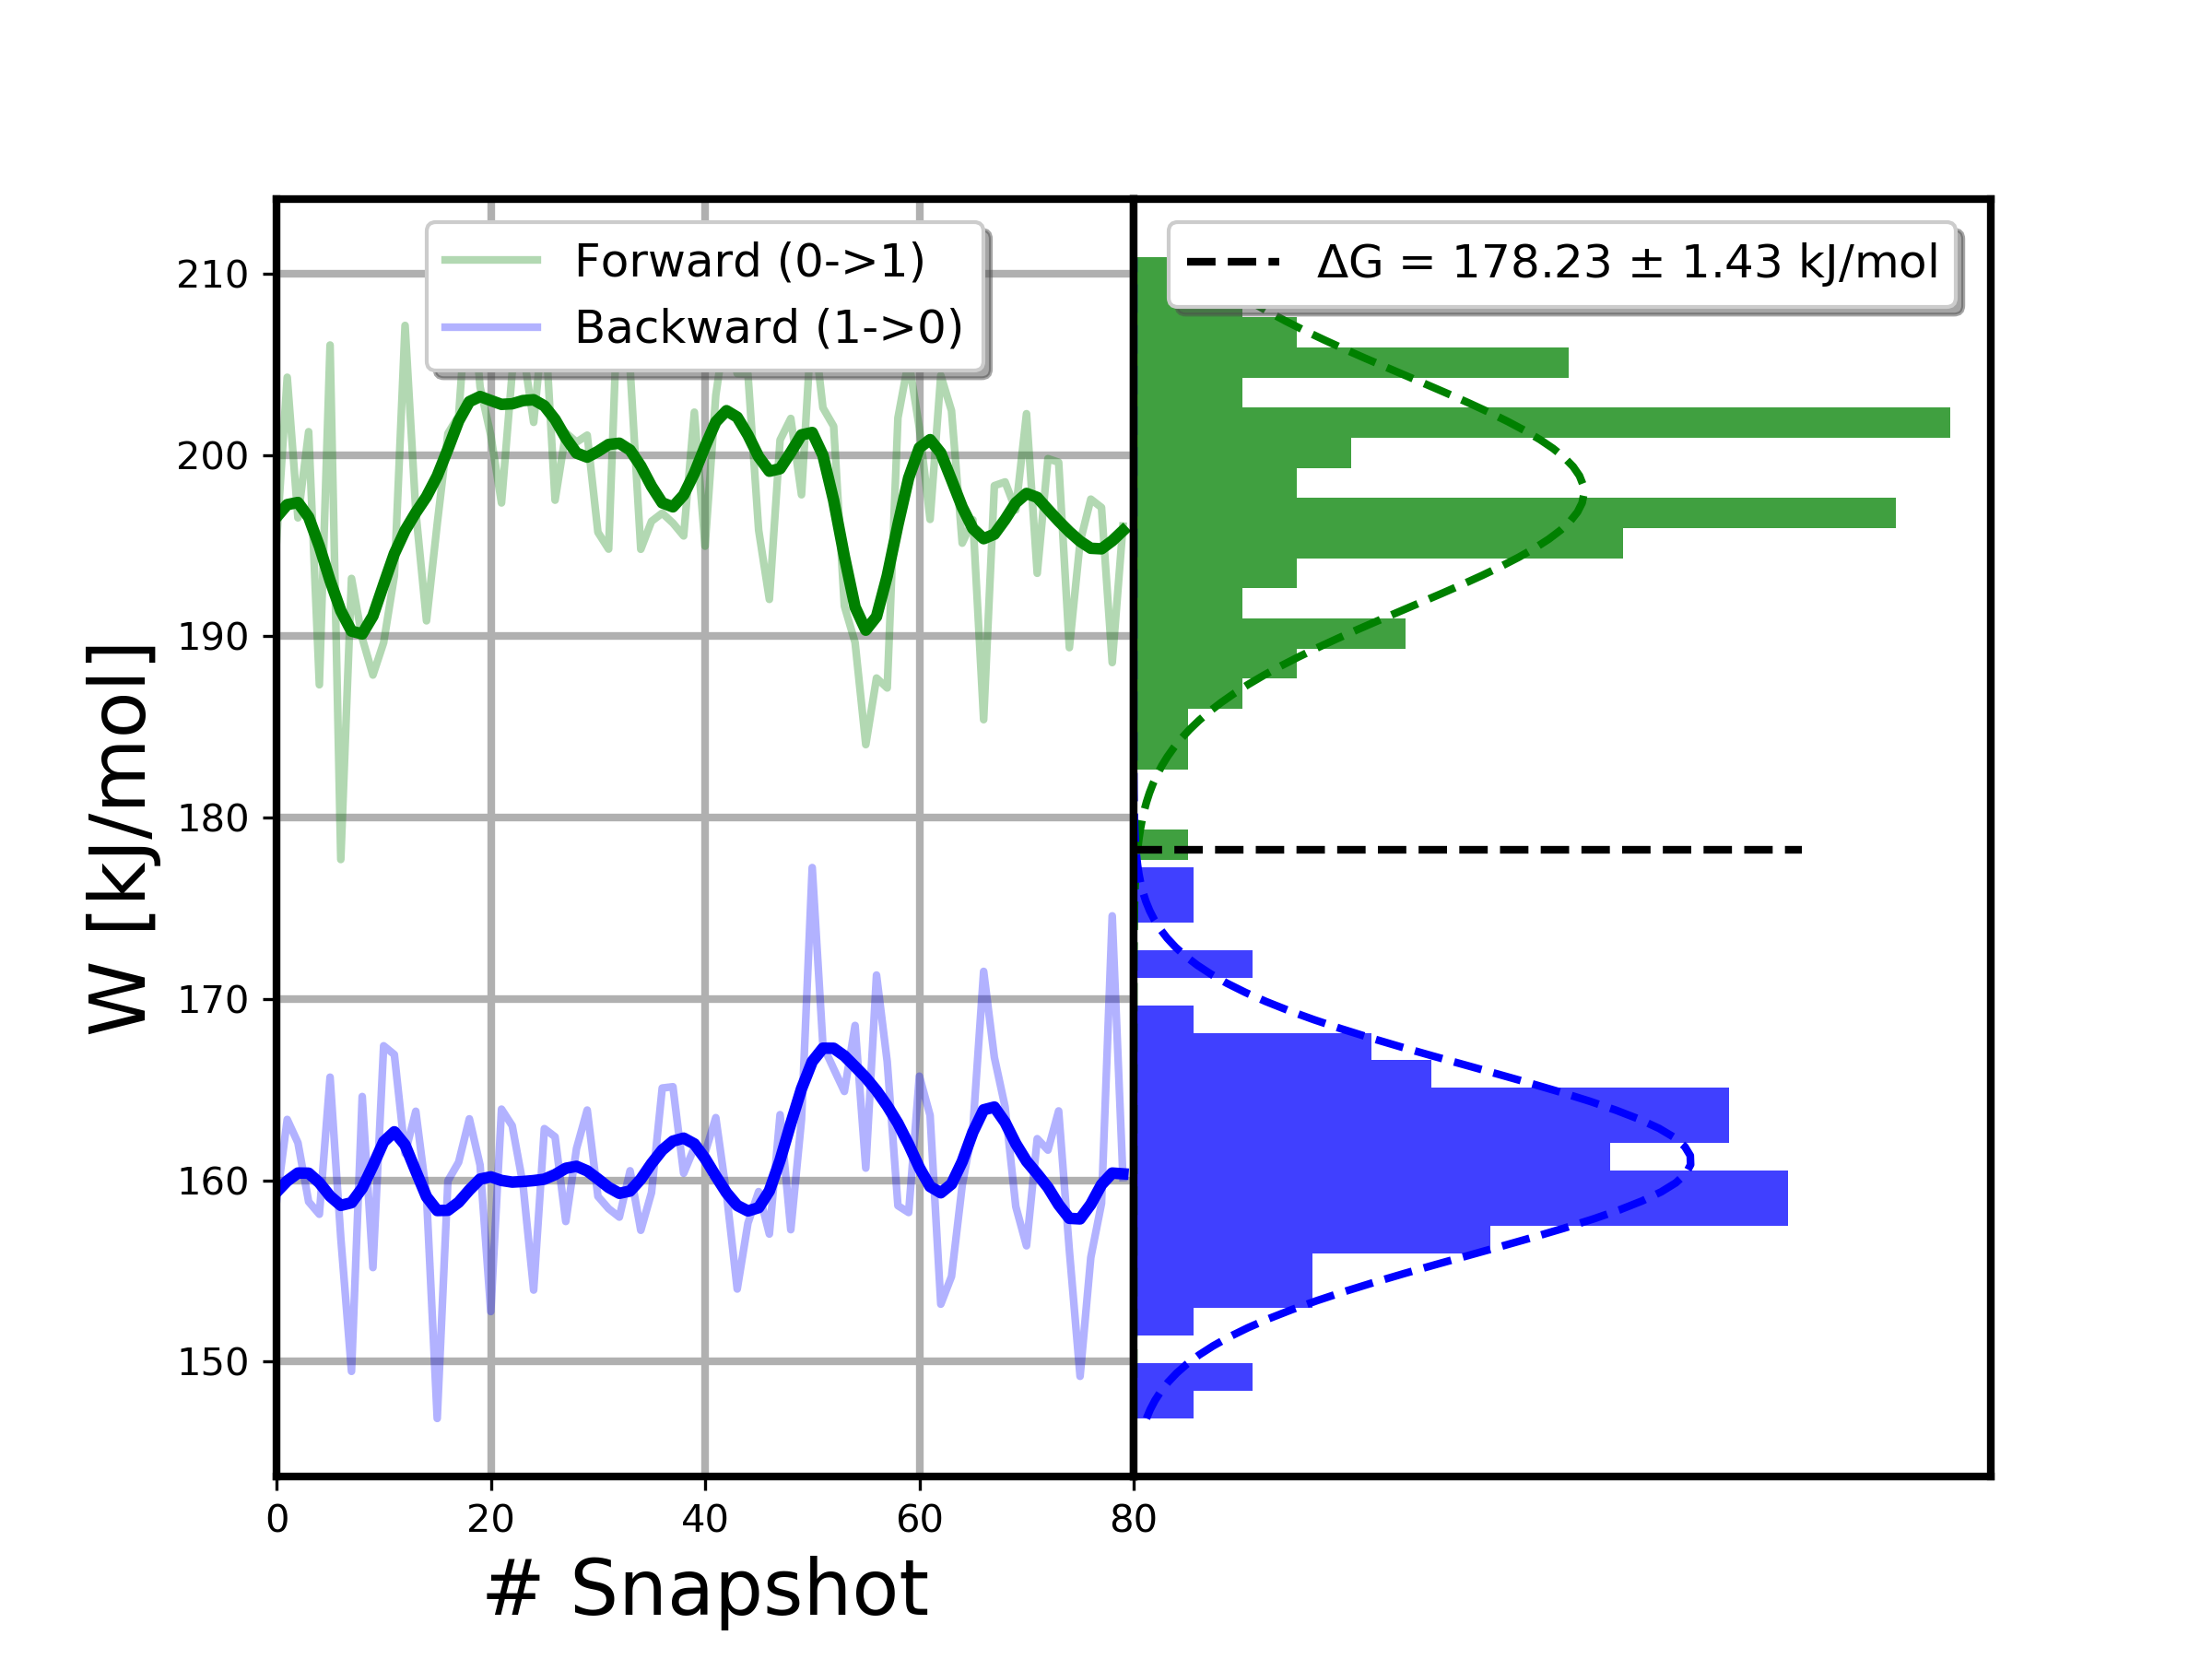 Forward (0->1)
Backward (1->0)
ΔG = 178.23 ± 1.43 kJ/mol
W [kJ/mol]
210
200
190
180
170
160
150
0 20 40 60 80
# Snapshot